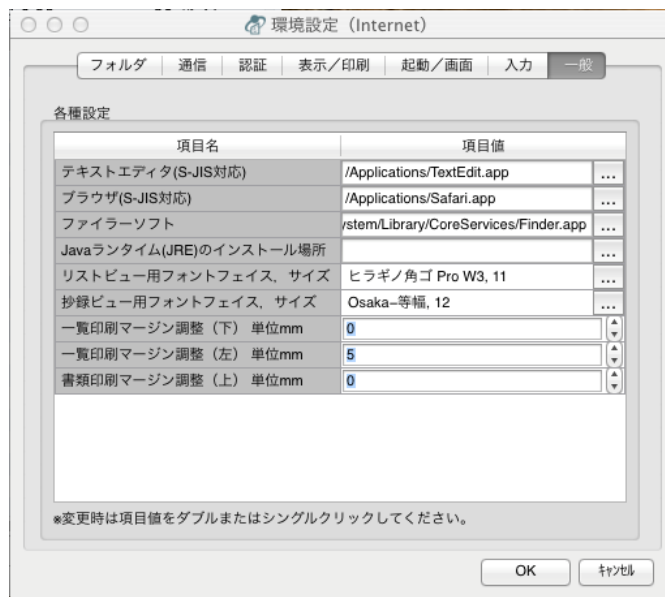 環境設定（Internet）
フォルダ 通信 認証 表示／印刷 起動／画面 入力 一般
各種設定
項目名 項目値
テキストエディタ(S-JIS対応) /Applications/TextEdit.app ...
ブラウザ(S-JIS対応) /Applications/Safari.app ...
ファイラーソフト ystem/Library/CoreServices/Finder.app ...
Javaランタイム(JRE)のインストール場所 ...
リストビュー用フォントフェイス，サイズ ヒラギノ角ゴ Pro W3, 11 ...
抄録ビュー用フォントフェイス，サイズ Osaka−等幅, 12 ...
一覧印刷マージン調整（下） 単位mm 0
一覧印刷マージン調整（左） 単位mm 5
書類印刷マージン調整（上） 単位mm 0
※変更時は項目値をダブルまたはシングルクリックしてください。
OK ｷｬﾝｾﾙ